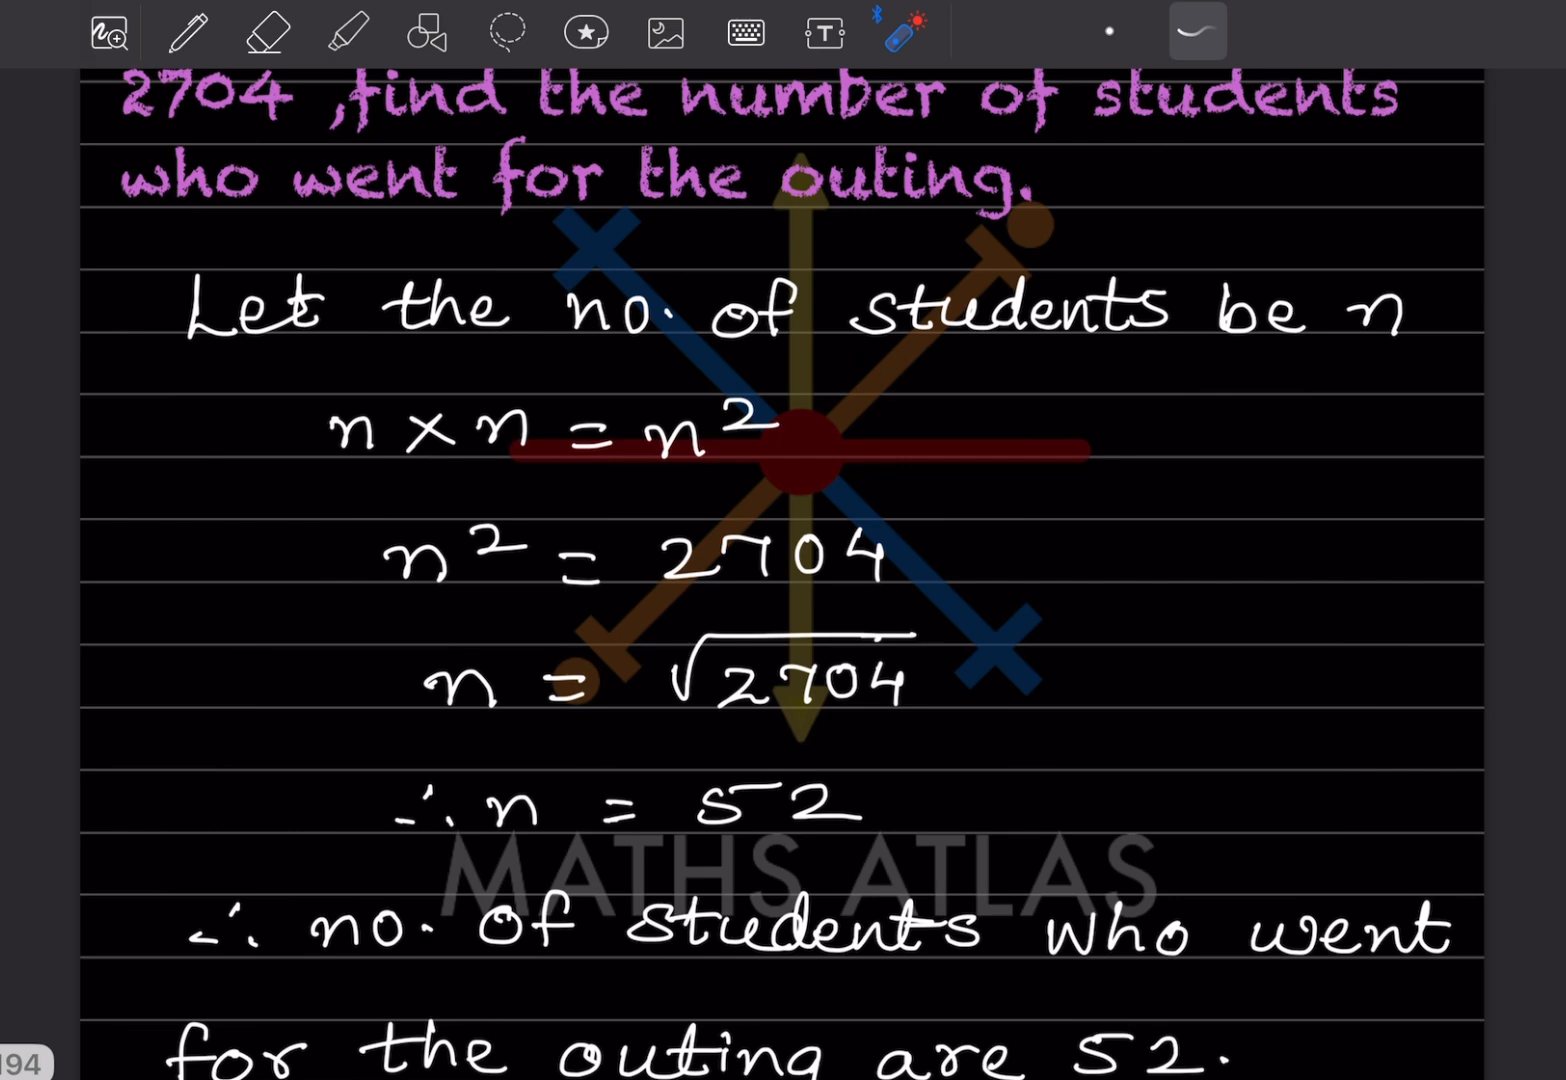 2704 ,find the number of students
who went for the outing.
Let the no. of students be n
n × n = n²
n² = 2704
n = √2704
∴ n = 52
MATHS ATLAS
∴ no. of students who went
for the outing are 52.
194